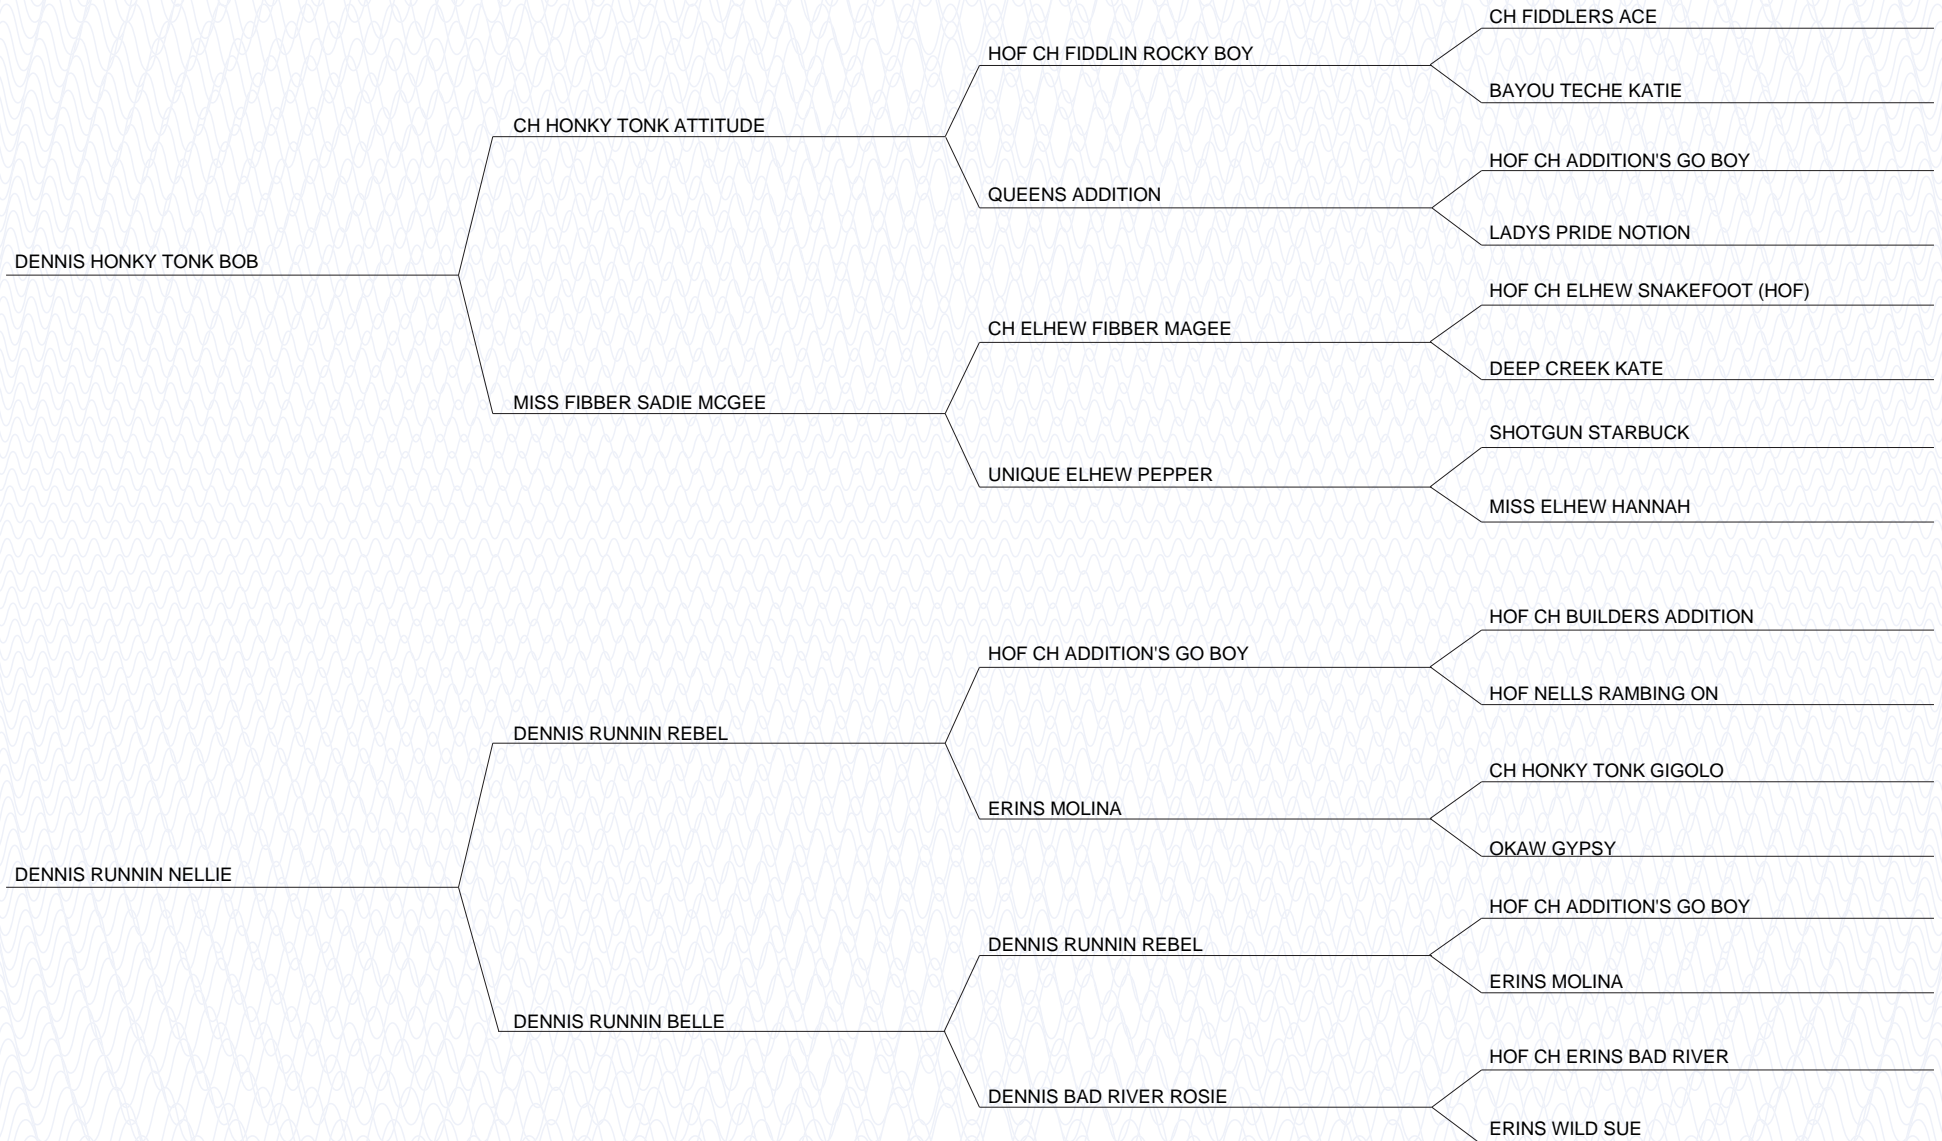 CH FIDDLERS ACE
HOF CH FIDDLIN ROCKY BOY
BAYOU TECHE KATIE
CH HONKY TONK ATTITUDE
HOF CH ADDITION'S GO BOY
QUEENS ADDITION
LADYS PRIDE NOTION
DENNIS HONKY TONK BOB
HOF CH ELHEW SNAKEFOOT (HOF)
CH ELHEW FIBBER MAGEE
DEEP CREEK KATE
MISS FIBBER SADIE MCGEE
SHOTGUN STARBUCK
UNIQUE ELHEW PEPPER
MISS ELHEW HANNAH
HOF CH BUILDERS ADDITION
HOF CH ADDITION'S GO BOY
HOF NELLS RAMBING ON
DENNIS RUNNIN REBEL
CH HONKY TONK GIGOLO
ERINS MOLINA
OKAW GYPSY
DENNIS RUNNIN NELLIE
HOF CH ADDITION'S GO BOY
DENNIS RUNNIN REBEL
ERINS MOLINA
DENNIS RUNNIN BELLE
HOF CH ERINS BAD RIVER
DENNIS BAD RIVER ROSIE
ERINS WILD SUE